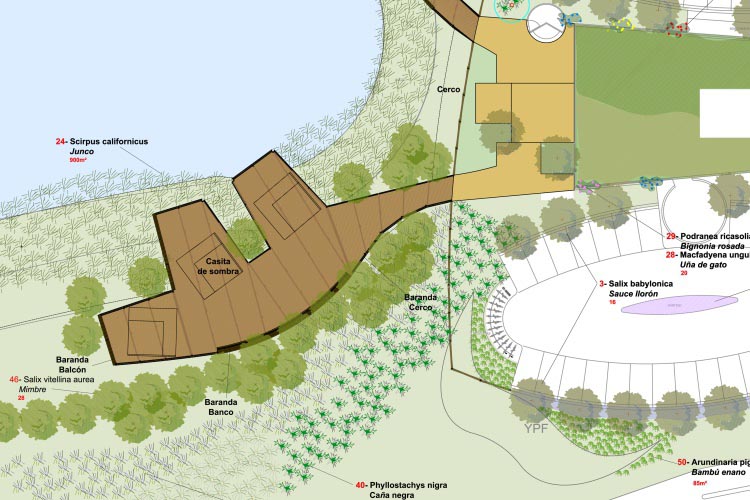 Cerco
24- Scirpus californicus
Junco
900m²
29- Podranea ricasolia
Bignonia rosada
28- Macfadyena ungui
Uña de gato
20
Casita
de sombra
3- Salix babylonica
Sauce llorón
16
Baranda
Cerco
Baranda
Balcón
46- Salix vitellina aurea
Mimbre
28
Baranda
Banco
YPF
50- Arundinaria pig
Bambú enano
85m²
40- Phyllostachys nigra
Caña negra